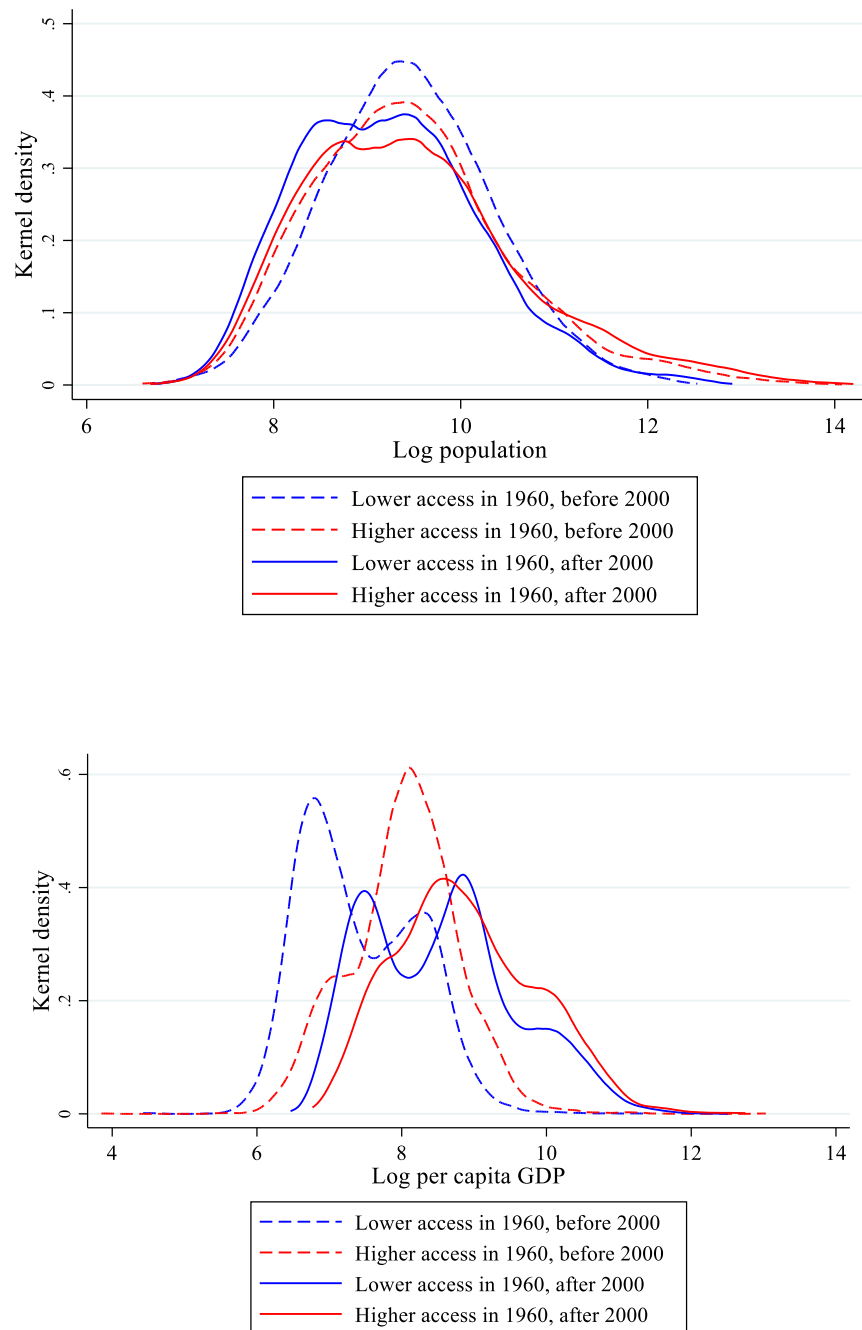 .5
.4
.3
.2
.1
0
Kernel density
6 8 10 12 14
Log population
Lower access in 1960, before 2000
Higher access in 1960, before 2000
Lower access in 1960, after 2000
Higher access in 1960, after 2000
.6
.4
.2
0
Kernel density
4 6 8 10 12 14
Log per capita GDP
Lower access in 1960, before 2000
Higher access in 1960, before 2000
Lower access in 1960, after 2000
Higher access in 1960, after 2000